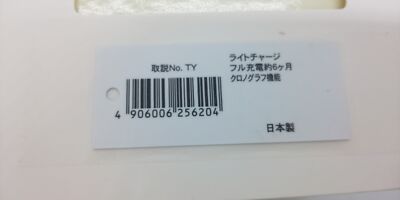 取説No. TY
4 906006 256204
ライトチャージ
フル充電約6ヶ月
クロノグラフ機能
日本製